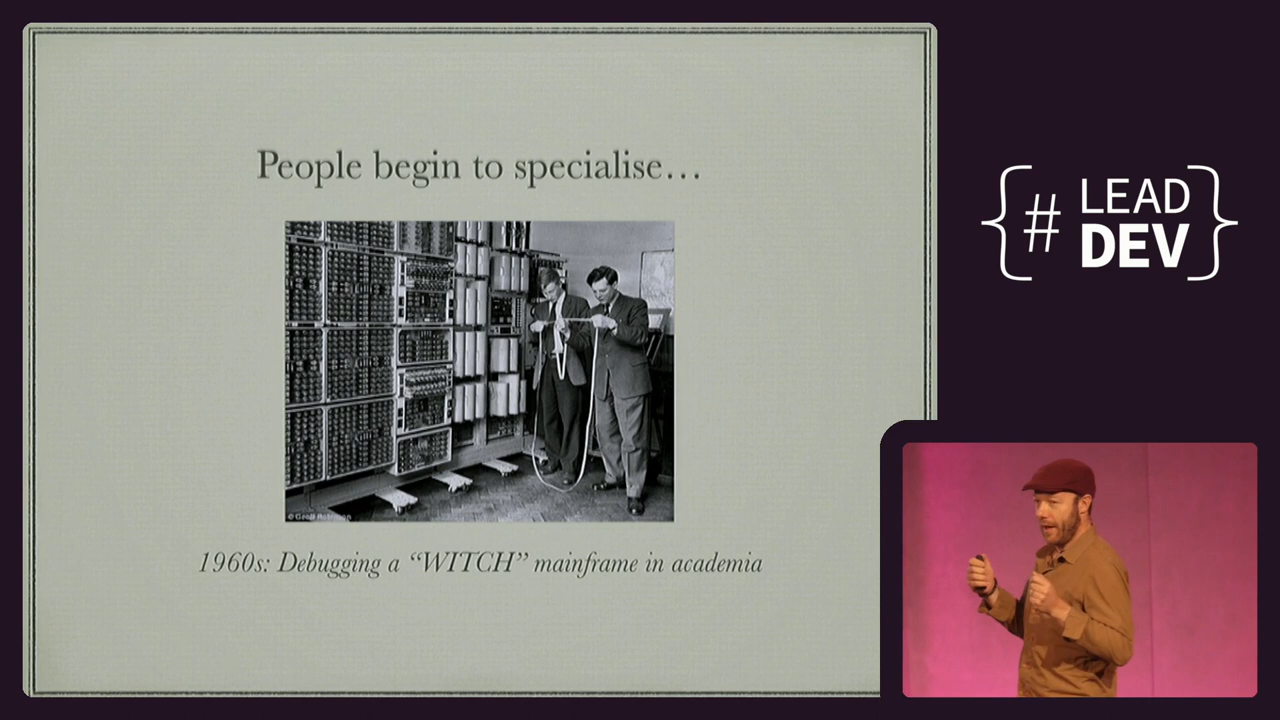 People begin to specialise…
1960s: Debugging a “WITCH” mainframe in academia
{# LEAD
DEV}